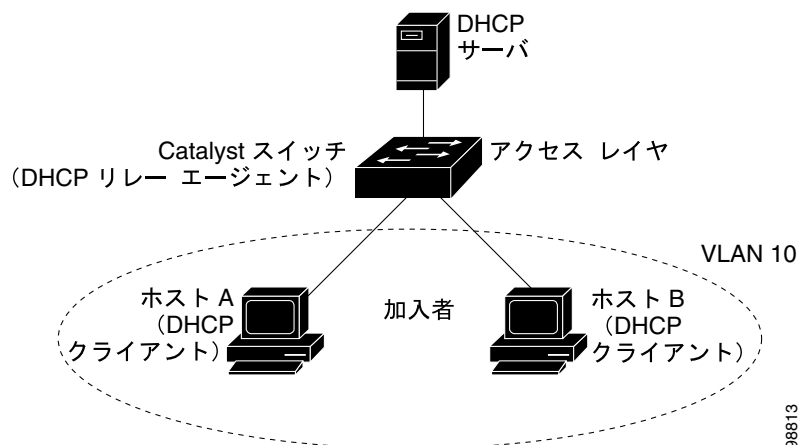 DHCP
サーバ
Catalyst スイッチ
（DHCP リレー エージェント）
アクセス レイヤ
VLAN 10
ホスト A
（DHCP
クライアント）
加入者
ホスト B
（DHCP
クライアント）
98813